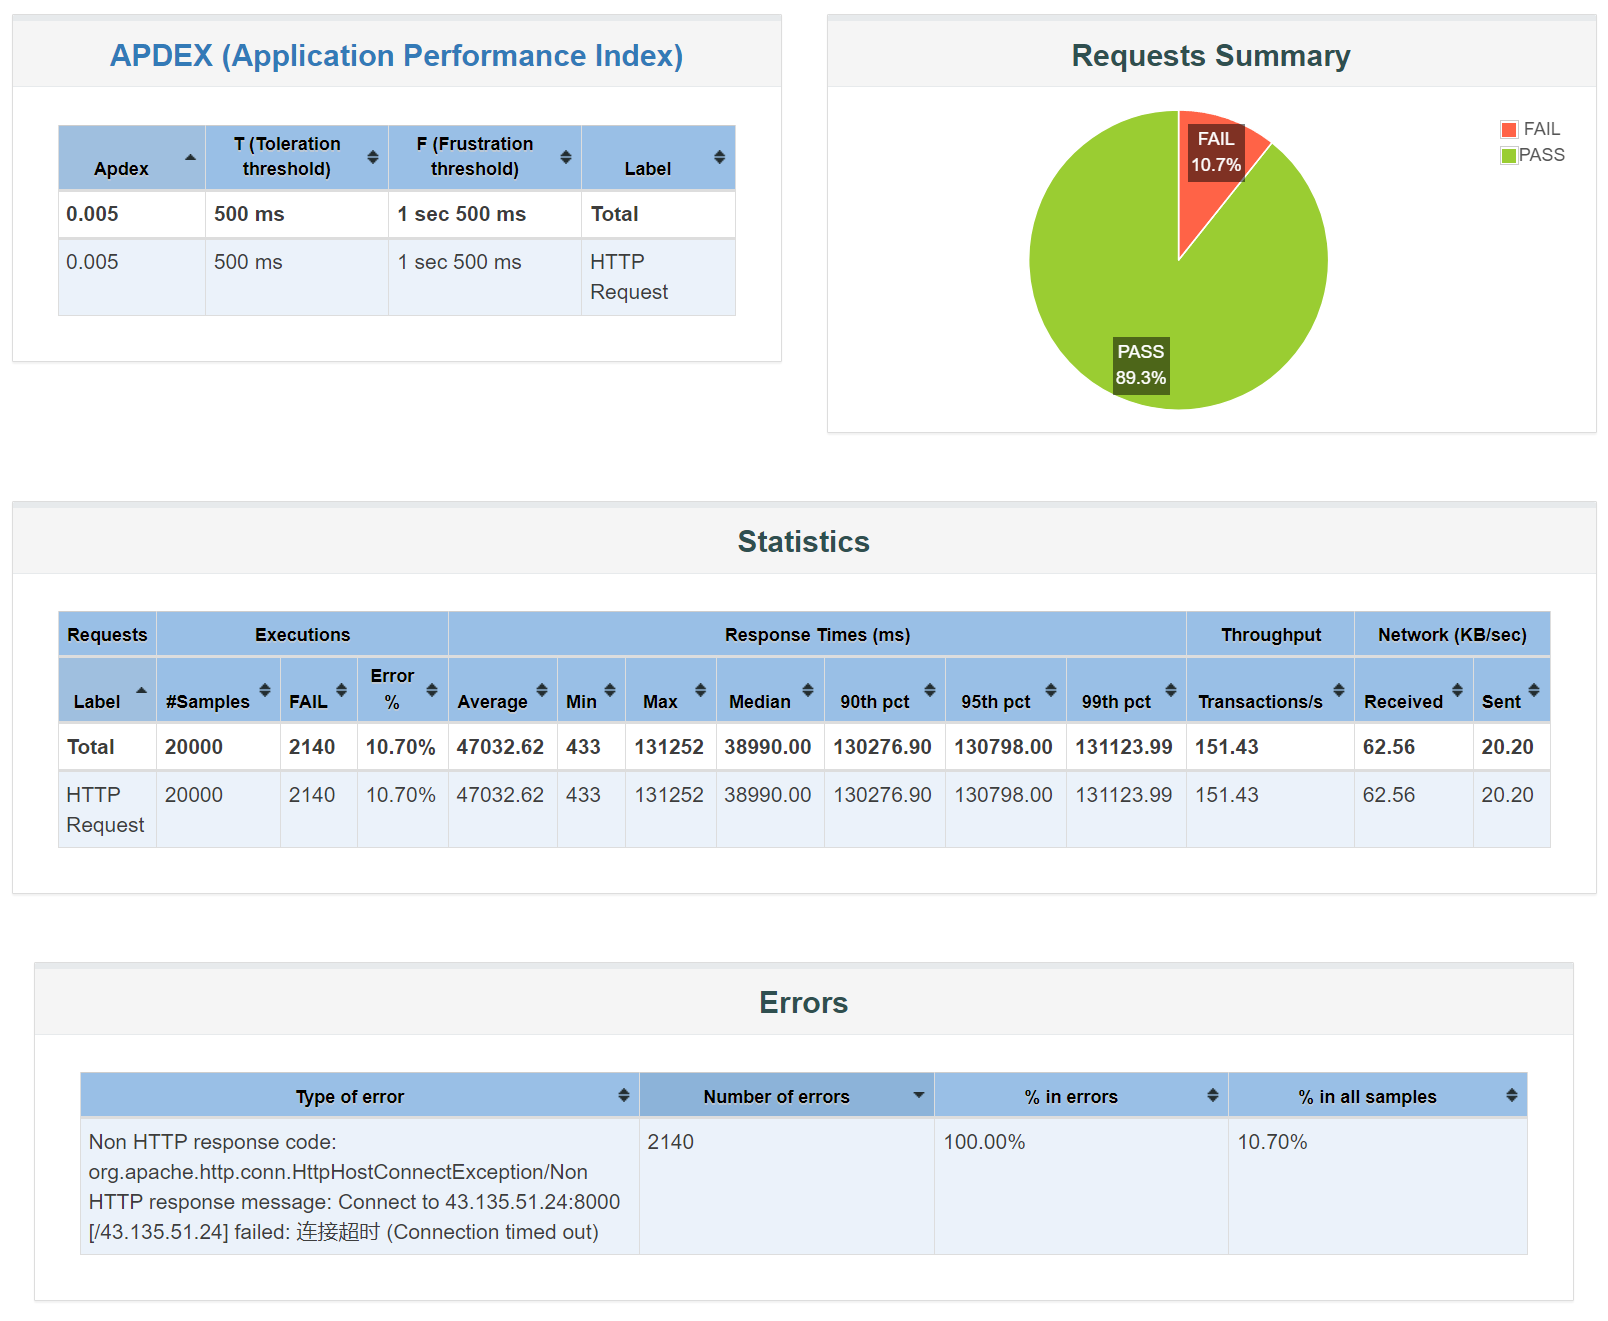 APDEX (Application Performance Index)
Apdex T (Toleration threshold) F (Frustration threshold) Label
0.005 500 ms 1 sec 500 ms Total
0.005 500 ms 1 sec 500 ms HTTP Request
Requests Summary
FAIL
10.7%
PASS
89.3%
FAIL
PASS
Statistics
Requests Executions Response Times (ms) Throughput Network (KB/sec)
Label #Samples FAIL Error % Average Min Max Median 90th pct 95th pct 99th pct Transactions/s Received Sent
Total 20000 2140 10.70% 47032.62 433 131252 38990.00 130276.90 130798.00 131123.99 151.43 62.56 20.20
HTTP Request 20000 2140 10.70% 47032.62 433 131252 38990.00 130276.90 130798.00 131123.99 151.43 62.56 20.20
Errors
Type of error Number of errors % in errors % in all samples
Non HTTP response code: 2140 100.00% 10.70%
org.apache.http.conn.HttpHostConnectException/Non
HTTP response message: Connect to 43.135.51.24:8000
[/43.135.51.24] failed: 连接超时 (Connection timed out)